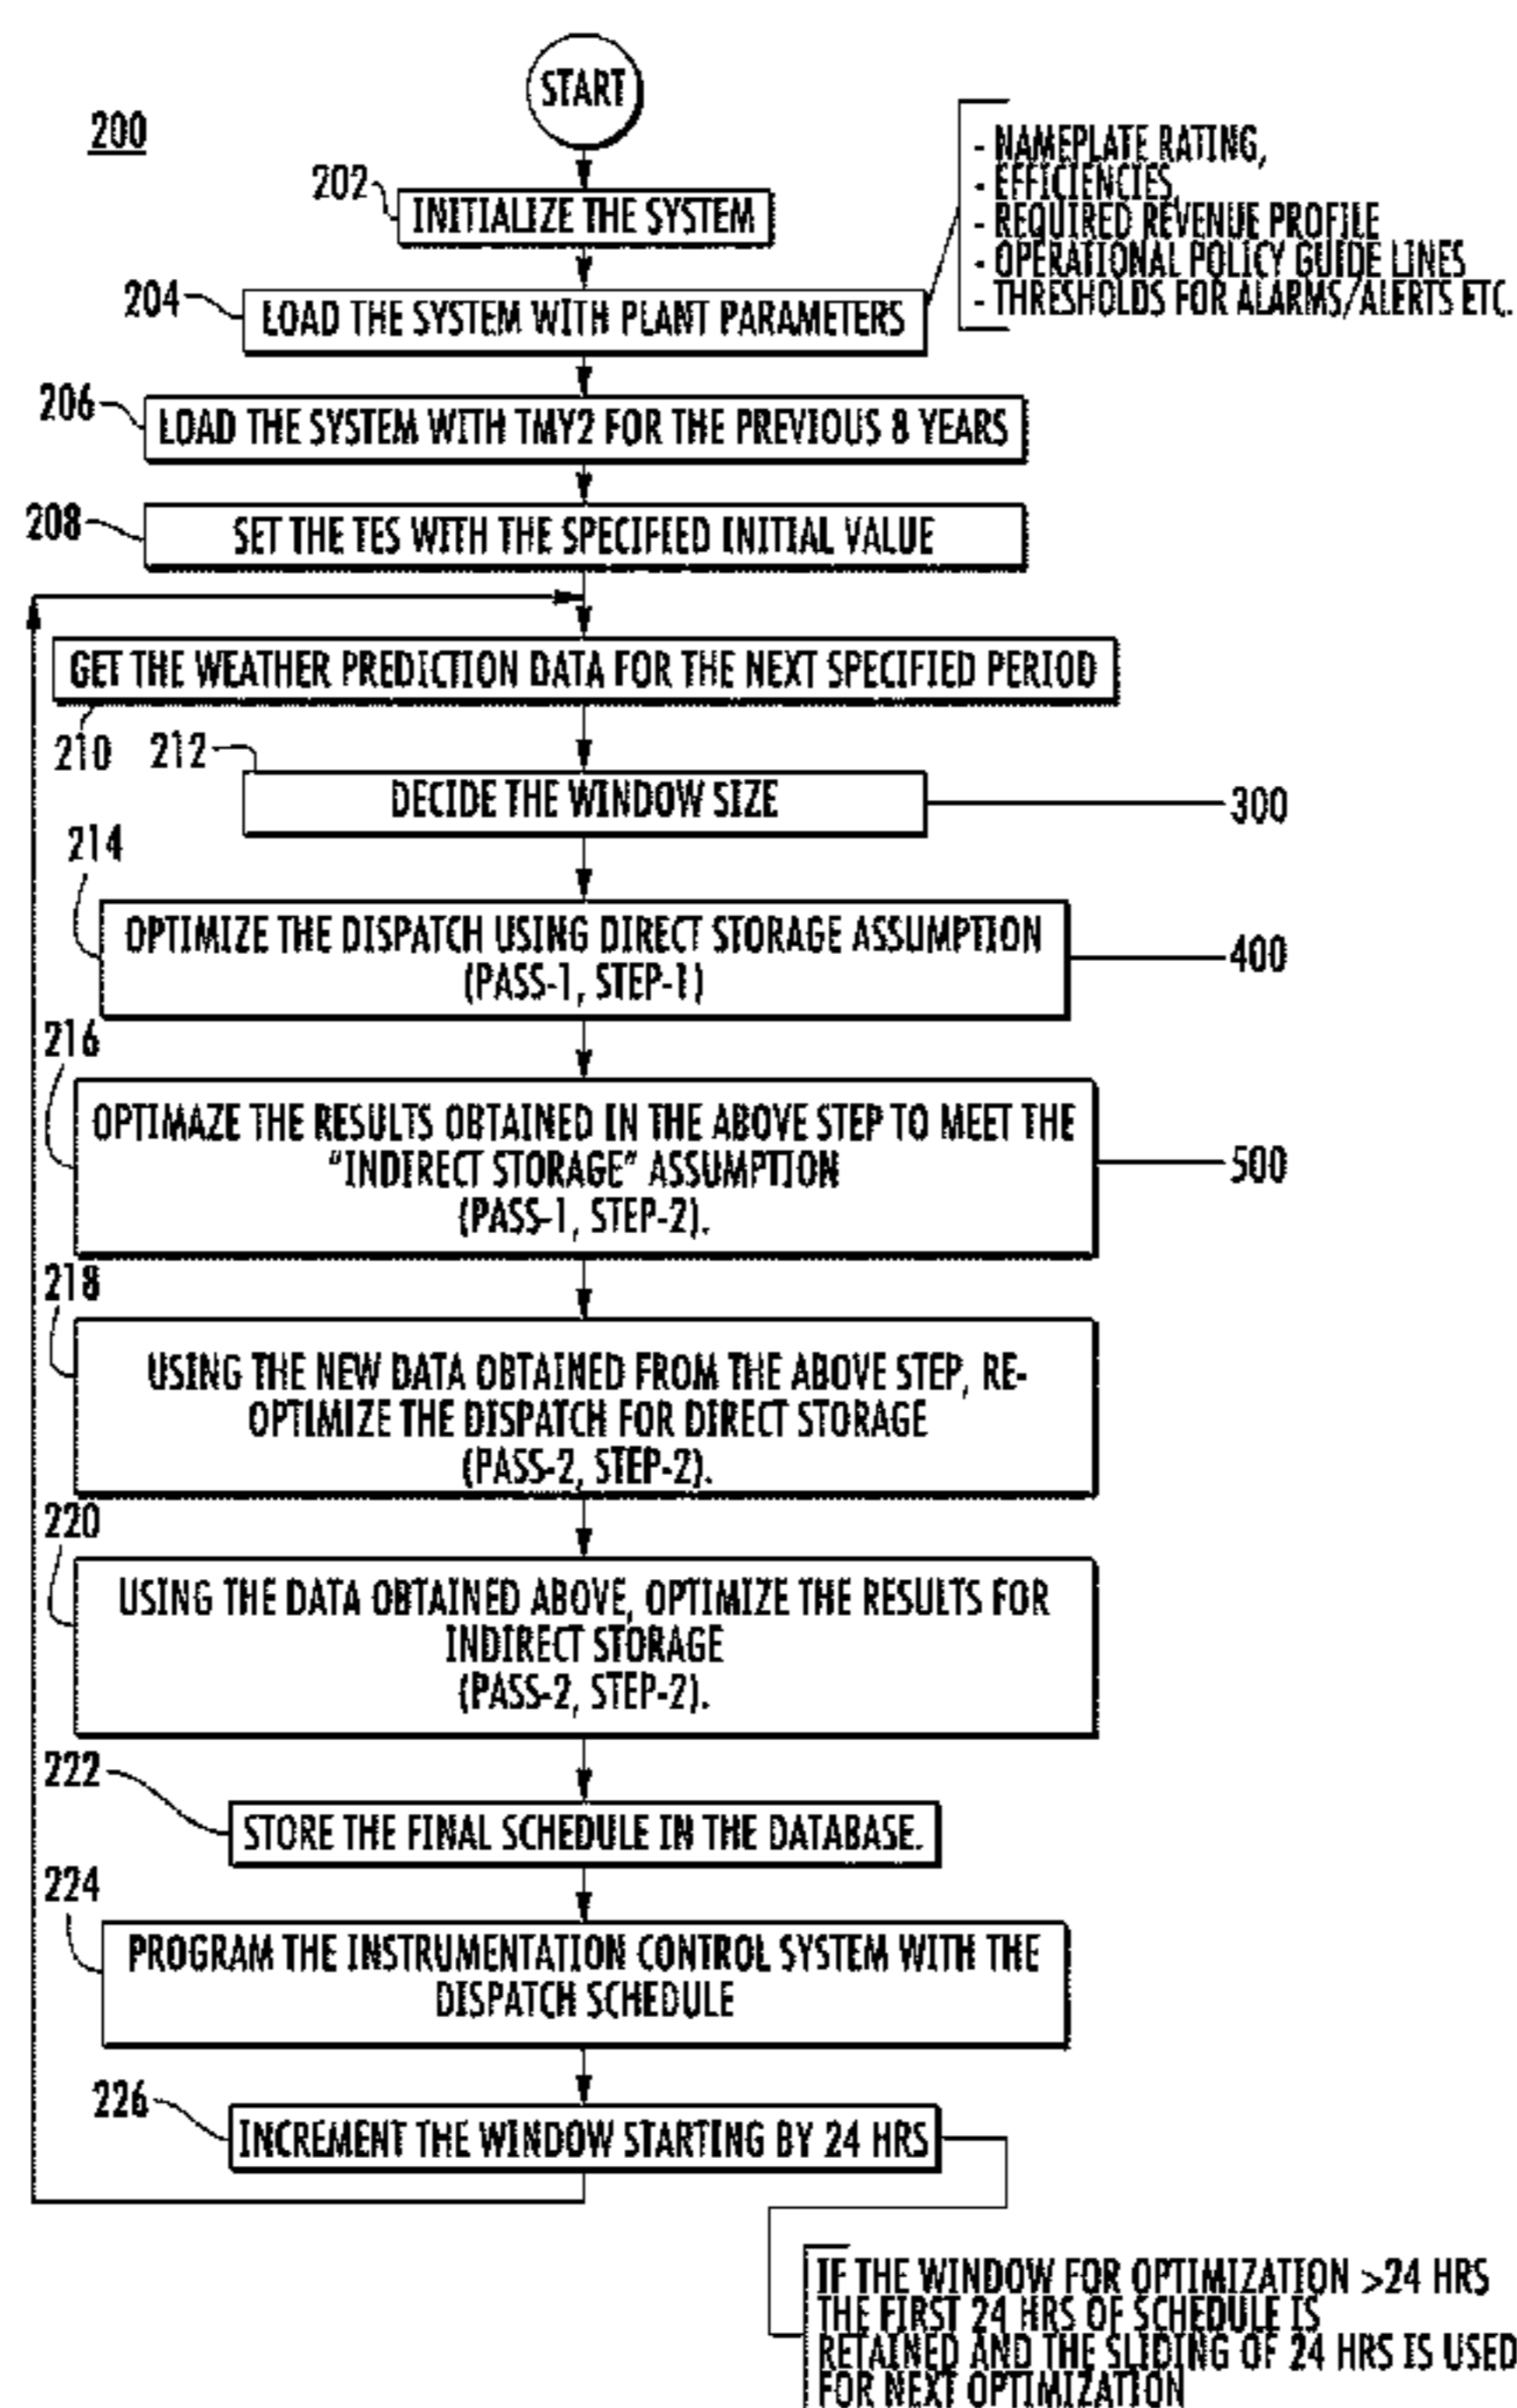 START
200
- NAMEPLATE RATING,
- EFFICIENCIES,
- REQUIRED REVENUE PROFILE
- OPERATIONAL POLICY GUIDE LINES
- THRESHOLDS FOR ALARMS/ALERTS ETC.
202
INITIALIZE THE SYSTEM
204
LOAD THE SYSTEM WITH PLANT PARAMETERS
206
LOAD THE SYSTEM WITH TMY2 FOR THE PREVIOUS 8 YEARS
208
SET THE TES WITH THE SPECIFIED INITIAL VALUE
GET THE WEATHER PREDICTION DATA FOR THE NEXT SPECIFIED PERIOD
210
212
DECIDE THE WINDOW SIZE
300
214
OPTIMIZE THE DISPATCH USING DIRECT STORAGE ASSUMPTION
(PASS-1, STEP-1)
400
216
OPTIMAZE THE RESULTS OBTAINED IN THE ABOVE STEP TO MEET THE
"INDIRECT STORAGE" ASSUMPTION
(PASS-1, STEP-2).
500
218
USING THE NEW DATA OBTAINED FROM THE ABOVE STEP, RE-
OPTIMIZE THE DISPATCH FOR DIRECT STORAGE
(PASS-2, STEP-2).
220
USING THE DATA OBTAINED ABOVE, OPTIMIZE THE RESULTS FOR
INDIRECT STORAGE
(PASS-2, STEP-2).
222
STORE THE FINAL SCHEDULE IN THE DATABASE.
224
PROGRAM THE INSTRUMENTATION CONTROL SYSTEM WITH THE
DISPATCH SCHEDULE
226
INCREMENT THE WINDOW STARTING BY 24 HRS
IF THE WINDOW FOR OPTIMIZATION >24 HRS
THE FIRST 24 HRS OF SCHEDULE IS
RETAINED AND THE SLIDING OF 24 HRS IS USED
FOR NEXT OPTIMIZATION